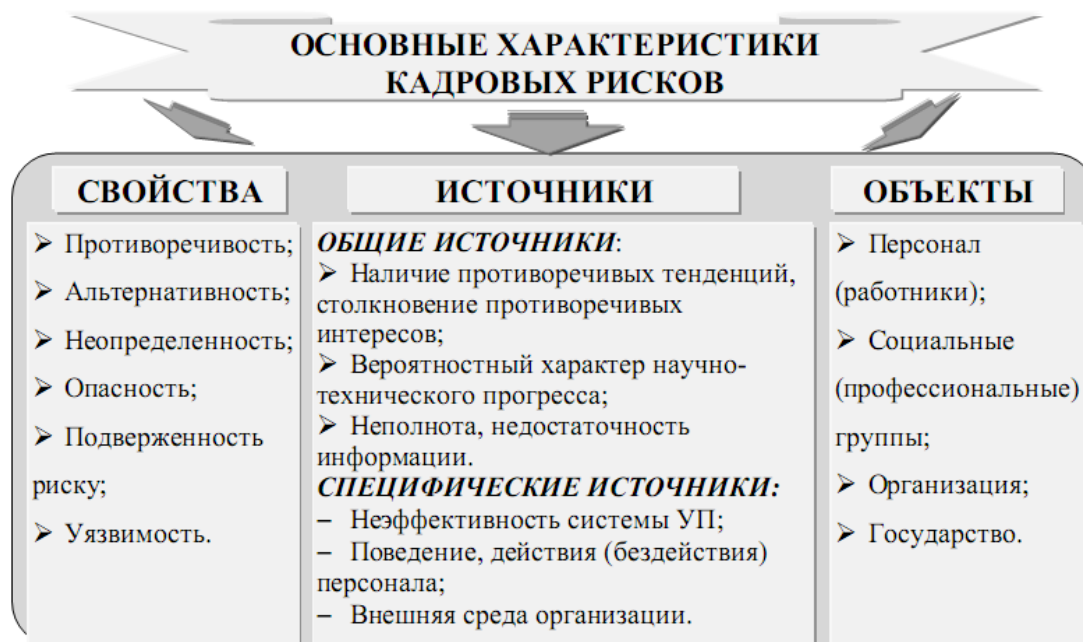 ОСНОВНЫЕ ХАРАКТЕРИСТИКИ
КАДРОВЫХ РИСКОВ
СВОЙСТВА
➢ Противоречивость;
➢ Альтернативность;
➢ Неопределенность;
➢ Опасность;
➢ Подверженность
риску;
➢ Уязвимость.
ИСТОЧНИКИ
ОБЩИЕ ИСТОЧНИКИ:
➢ Наличие противоречивых тенденций,
столкновение противоречивых
интересов;
➢ Вероятностный характер научно-
технического прогресса;
➢ Неполнота, недостаточность
информации.
СПЕЦИФИЧЕСКИЕ ИСТОЧНИКИ:
– Неэффективность системы УП;
– Поведение, действия (бездействия)
персонала;
– Внешняя среда организации.
ОБЪЕКТЫ
➢ Персонал
(работники);
➢ Социальные
(профессиональные)
группы;
➢ Организация;
➢ Государство.